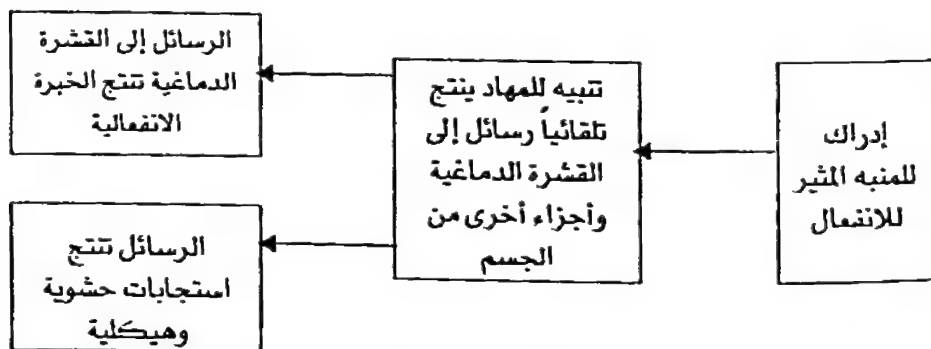 إدراك
للمنبه المثير
للانفعال
تنبيه للمهاد ينتج
تلقائياً رسائل إلى
القشرة الدماغية
وأجزاء أخرى من
الجسم
الرسائل إلى القشرة
الدماغية تنتج الخبرة
الانفعالية
الرسائل تنتج
استجابات حشوية
وهيكلية